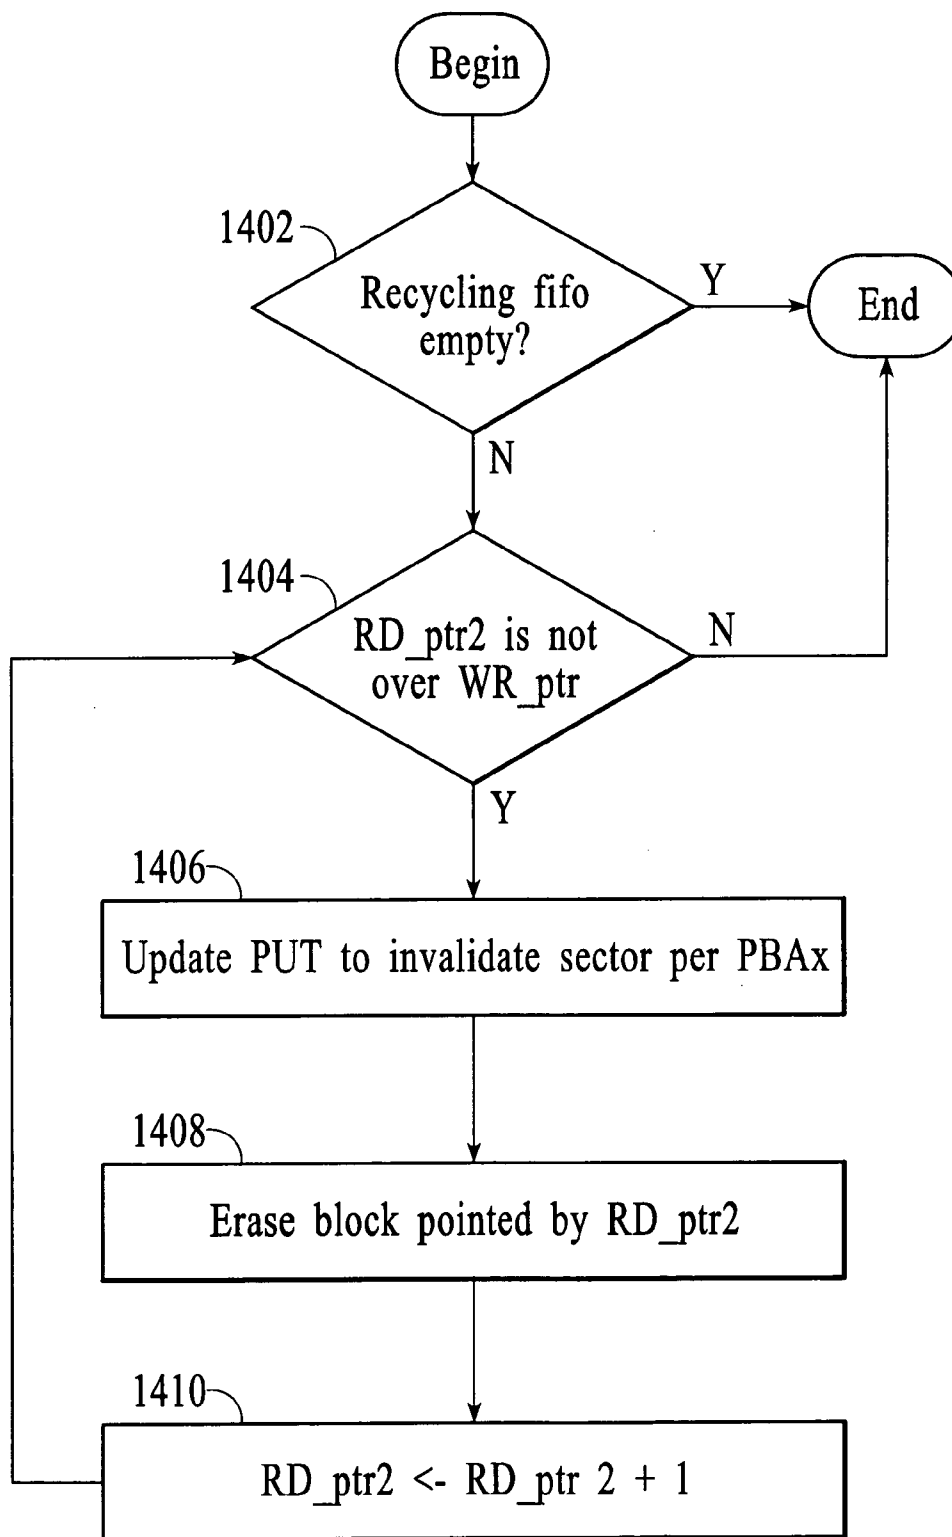 Begin
1402
Recycling fifo
empty?
Y
End
N
1404
RD_ptr2 is not
over WR_ptr
N
Y
1406
Update PUT to invalidate sector per PBAx
1408
Erase block pointed by RD_ptr2
1410
RD_ptr2 <- RD_ptr 2 + 1